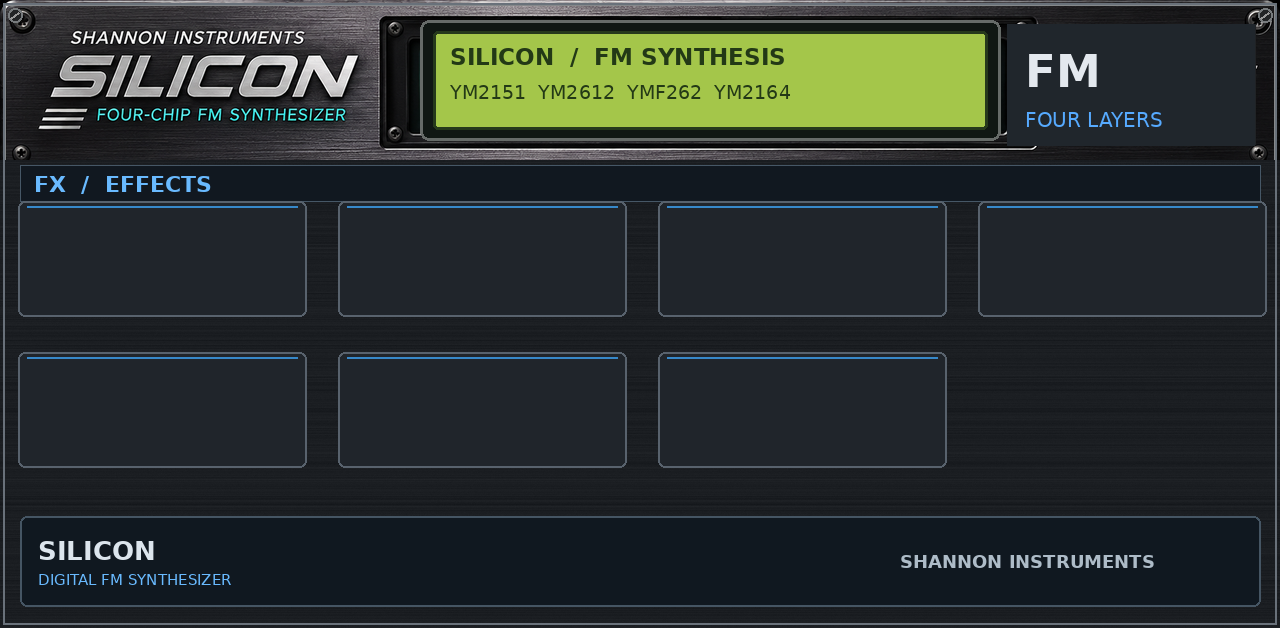 SHANNON INSTRUMENTS
SILICON
FOUR-CHIP FM SYNTHESIZER
SILICON / FM SYNTHESIS
YM2151 YM2612 YMF262 YM2164
FM
FOUR LAYERS
FX / EFFECTS
SILICON
DIGITAL FM SYNTHESIZER
SHANNON INSTRUMENTS